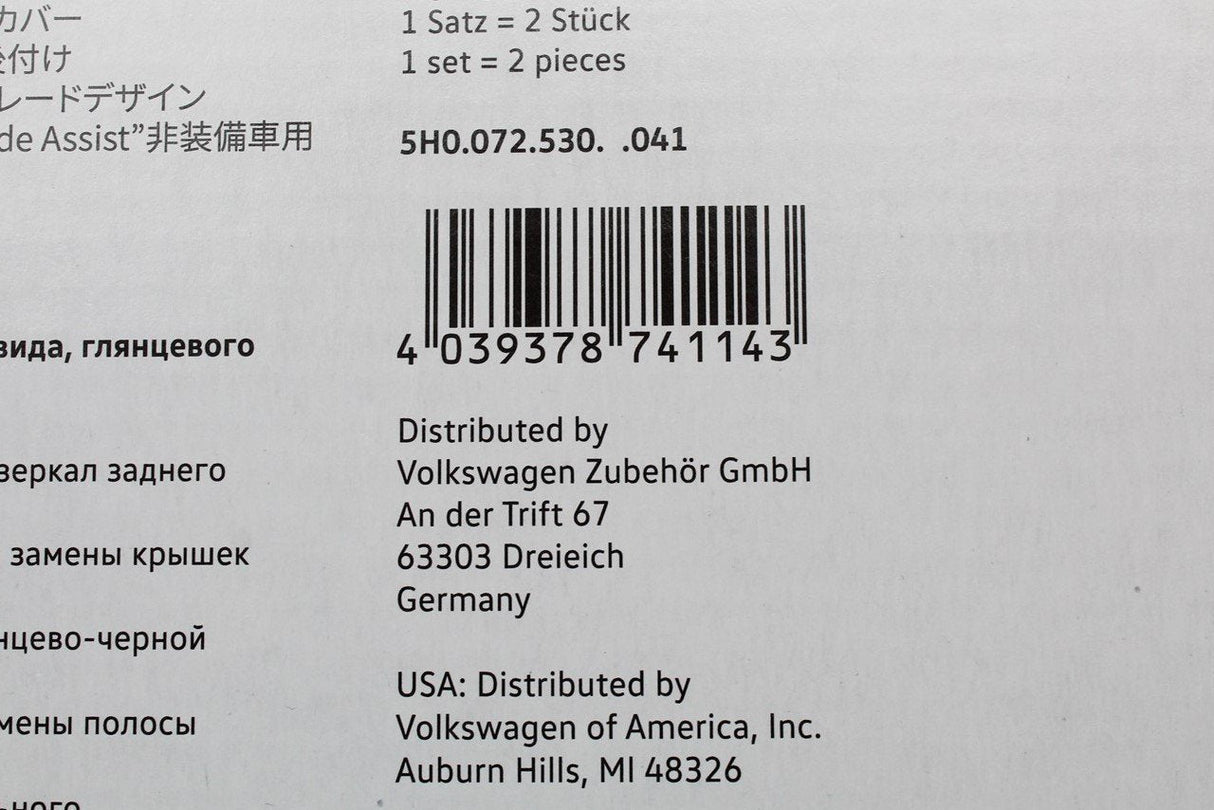 カバー
付け
レードデザイン
de Assist”非装備車用
вида, глянцевого
зеркал заднего
замены крышек
нцево-черной
мены полосы
ьного
1 Satz = 2 Stück
1 set = 2 pieces
5H0.072.530. .041
4 039378 741143
Distributed by
Volkswagen Zubehör GmbH
An der Trift 67
63303 Dreieich
Germany
USA: Distributed by
Volkswagen of America, Inc.
Auburn Hills, MI 48326